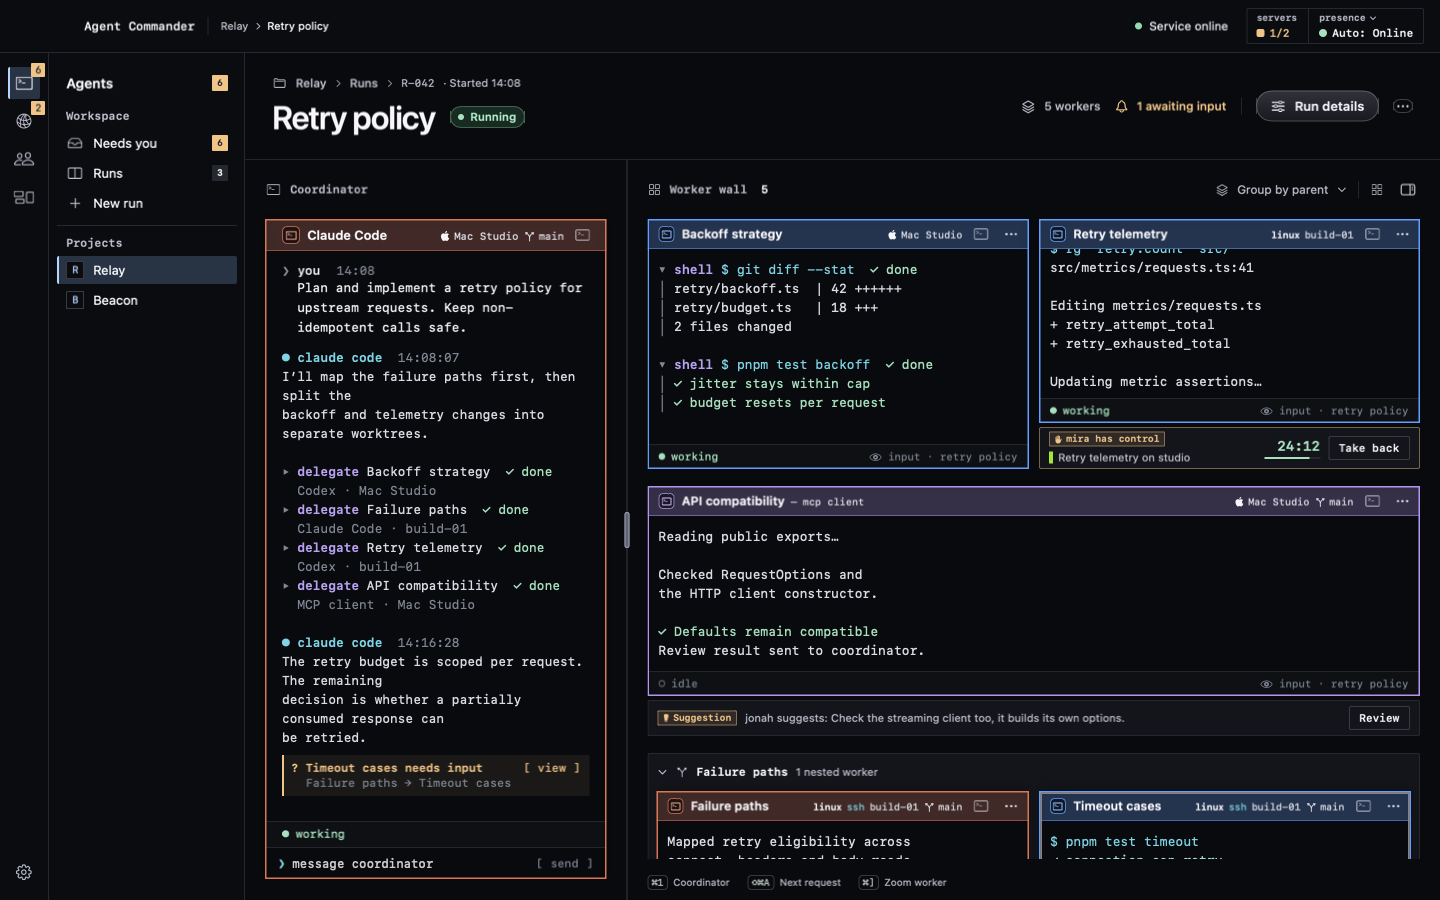 Agent Commander
Relay › Retry policy
Service online
servers
1/2
presence
Auto: Online
6
2
Agents 6
Workspace
Needs you 6
Runs 3
New run
Projects
R Relay
B Beacon
Relay › Runs › R-042 · Started 14:08
Retry policy
Running
5 workers
1 awaiting input
Run details
Coordinator
Claude Code
Mac Studio main
❯ you 14:08
Plan and implement a retry policy for
upstream requests. Keep non-
idempotent calls safe.
claude code 14:08:07
I’ll map the failure paths first, then
split the
backoff and telemetry changes into
separate worktrees.
▸ delegate Backoff strategy ✓ done
Codex · Mac Studio
▸ delegate Failure paths ✓ done
Claude Code · build-01
▸ delegate Retry telemetry ✓ done
Codex · build-01
▸ delegate API compatibility ✓ done
MCP client · Mac Studio
claude code 14:16:28
The retry budget is scoped per request.
The remaining
decision is whether a partially
consumed response can
be retried.
? Timeout cases needs input [ view ]
Failure paths → Timeout cases
working
❯ message coordinator [ send ]
Worker wall 5
Group by parent
Backoff strategy
Mac Studio
▾ shell $ git diff --stat ✓ done
retry/backoff.ts | 42 ++++++
retry/budget.ts | 18 +++
2 files changed
▾ shell $ pnpm test backoff ✓ done
✓ jitter stays within cap
✓ budget resets per request
working
input · retry policy
Retry telemetry
linux build-01
$ rg "retry.count" src/
src/metrics/requests.ts:41
Editing metrics/requests.ts
+ retry_attempt_total
+ retry_exhausted_total
Updating metric assertions…
working
input · retry policy
mira has control
Retry telemetry on studio
24:12
Take back
API compatibility — mcp client
Mac Studio main
Reading public exports…
Checked RequestOptions and
the HTTP client constructor.
✓ Defaults remain compatible
Review result sent to coordinator.
idle
input · retry policy
Suggestion
jonah suggests: Check the streaming client too, it builds its own options.
Review
Failure paths 1 nested worker
Failure paths
linux ssh build-01 main
Mapped retry eligibility across
connect, headers and body reads
Timeout cases
linux ssh build-01 main
$ pnpm test timeout
✓ connection can retry
⌘1 Coordinator
⇧⌘A Next request
⌘] Zoom worker